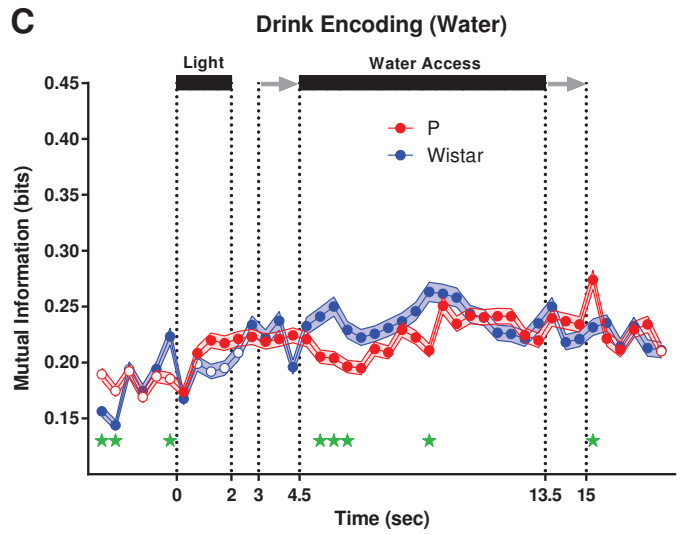 C
Drink Encoding (Water)
Light
Water Access
0.45
0.40
0.35
0.30
0.25
0.20
0.15
Mutual Information (bits)
P
Wistar
0 2 3 4.5 13.5 15
Time (sec)